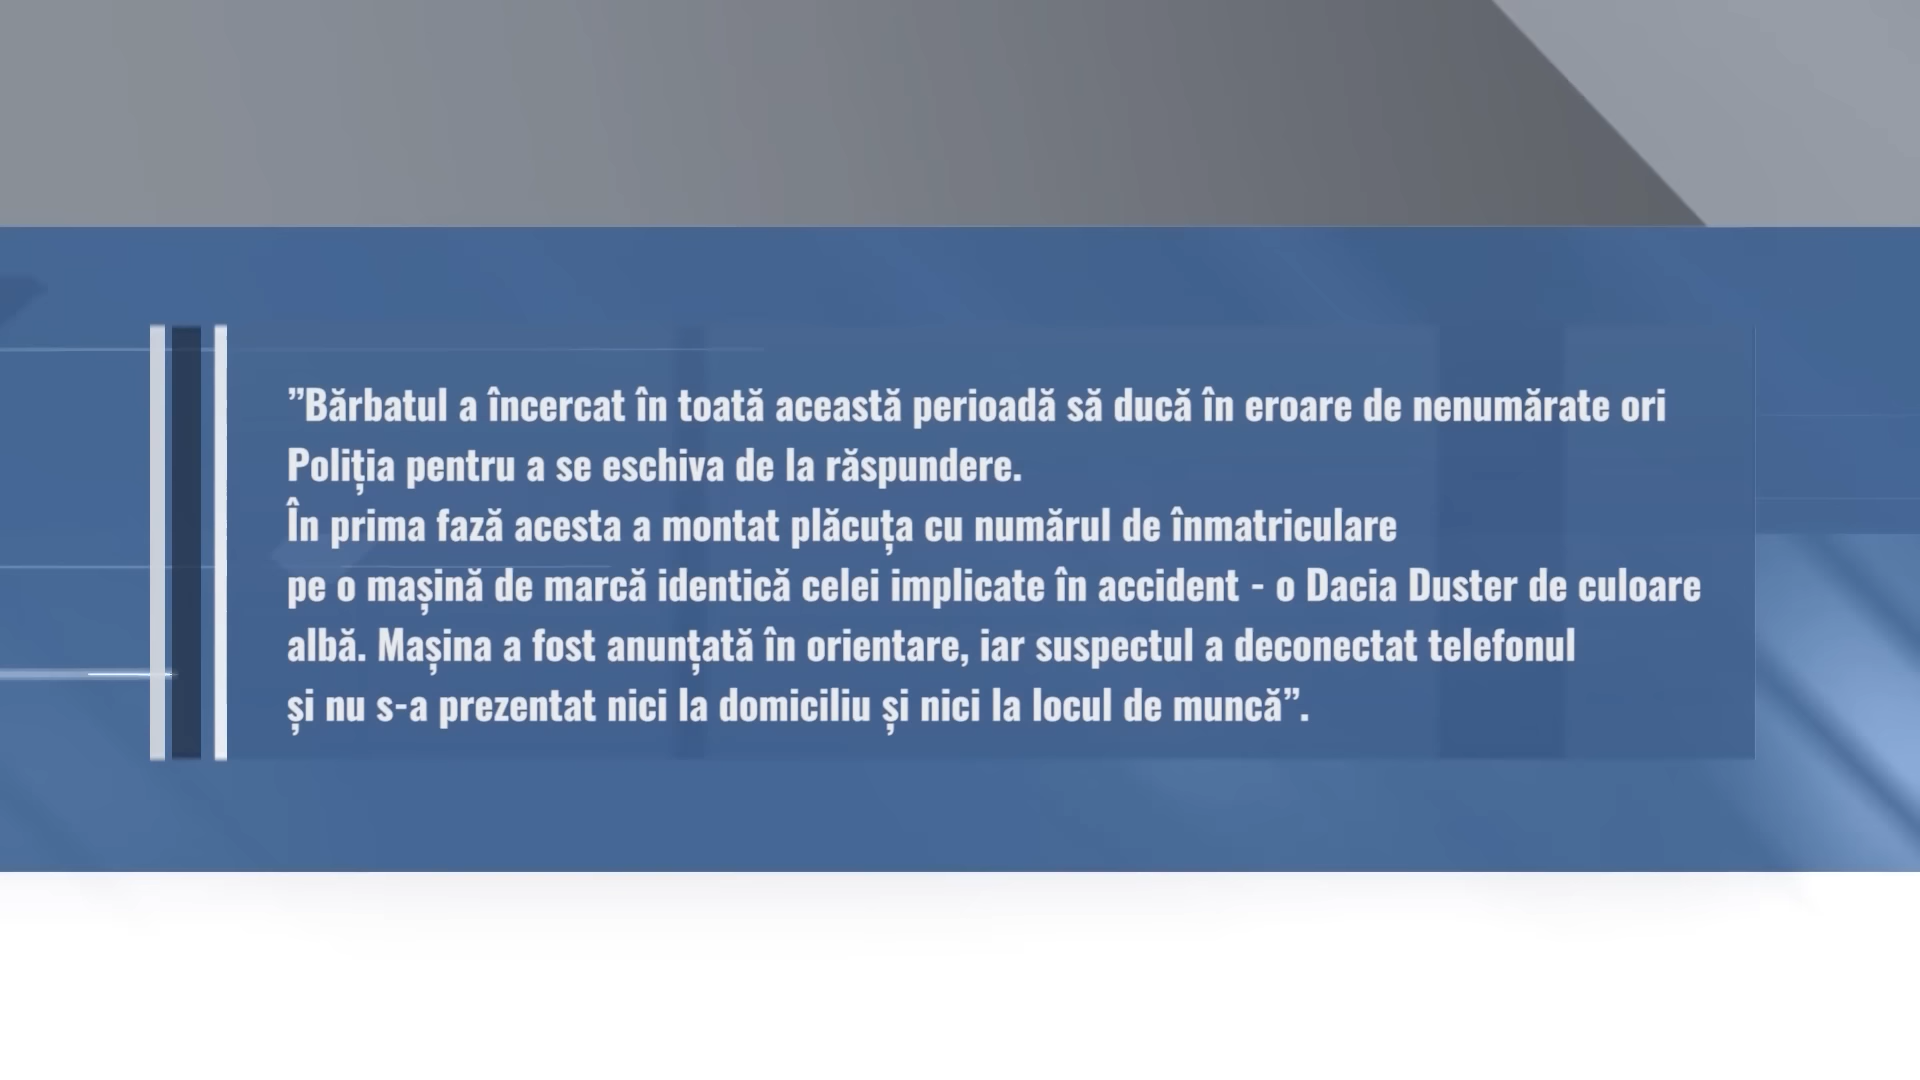 ”Bărbatul a încercat în toată această perioadă să ducă în eroare de nenumărate ori
Poliția pentru a se eschiva de la răspundere.
În prima fază acesta a montat plăcuța cu numărul de înmatriculare
pe o mașină de marcă identică celei implicate în accident - o Dacia Duster de culoare
albă. Mașina a fost anunțată în orientare, iar suspectul a deconectat telefonul
și nu s-a prezentat nici la domiciliu și nici la locul de muncă”.